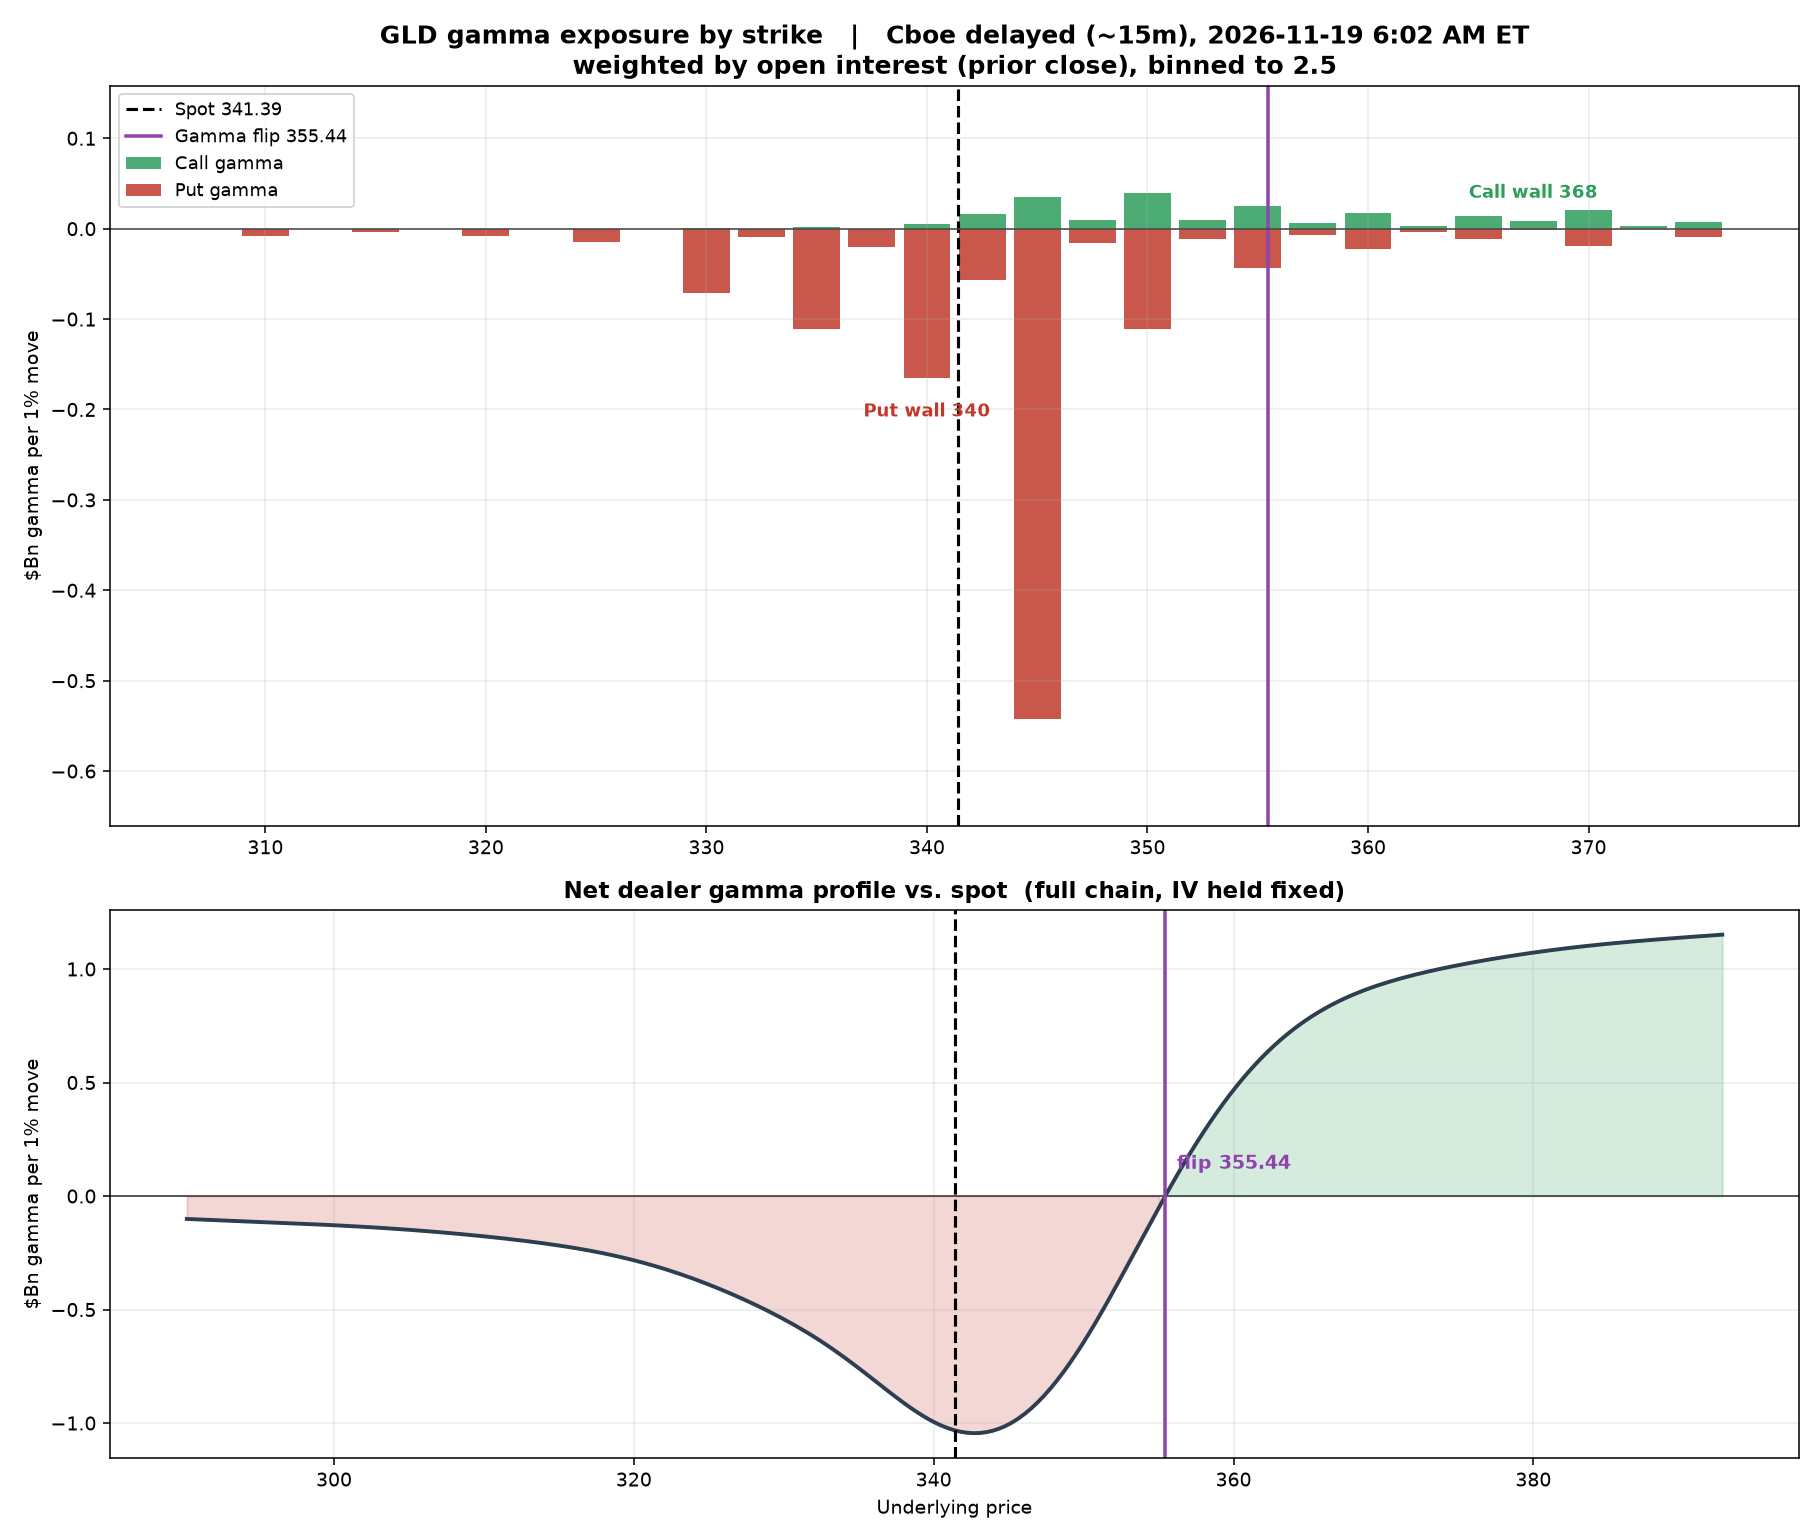 GLD gamma exposure by strike | Cboe delayed (~15m), 2026-11-19 6:02 AM ET
weighted by open interest (prior close), binned to 2.5
Spot 341.39
Gamma flip 355.44
Call gamma
Put gamma
Call wall 368
Put wall 340
$Bn gamma per 1% move
0.1
0.0
−0.1
−0.2
−0.3
−0.4
−0.5
−0.6
310
320
330
340
350
360
370
Net dealer gamma profile vs. spot (full chain, IV held fixed)
$Bn gamma per 1% move
1.0
0.5
0.0
−0.5
−1.0
flip 355.44
300
320
340
360
380
Underlying price